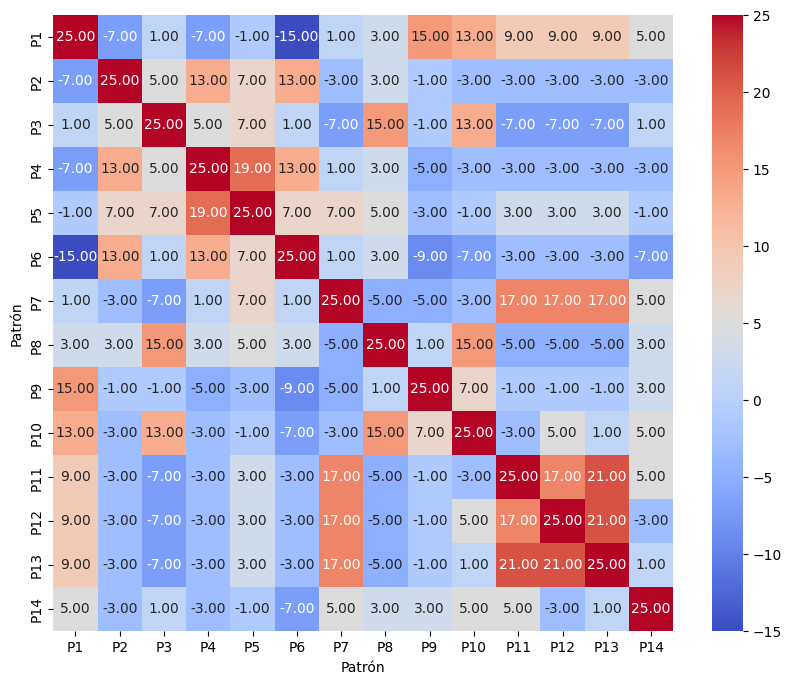 P1 25.00 -7.00 1.00 -7.00 -1.00 -15.00 1.00 3.00 15.00 13.00 9.00 9.00 9.00 5.00
P2 -7.00 25.00 5.00 13.00 7.00 13.00 -3.00 3.00 -1.00 -3.00 -3.00 -3.00 -3.00 -3.00
P3 1.00 5.00 25.00 5.00 7.00 1.00 -7.00 15.00 -1.00 13.00 -7.00 -7.00 -7.00 1.00
P4 -7.00 13.00 5.00 25.00 19.00 13.00 1.00 3.00 -5.00 -3.00 -3.00 -3.00 -3.00 -3.00
P5 -1.00 7.00 7.00 19.00 25.00 7.00 7.00 5.00 -3.00 -1.00 3.00 3.00 3.00 -1.00
P6 -15.00 13.00 1.00 13.00 7.00 25.00 1.00 3.00 -9.00 -7.00 -3.00 -3.00 -3.00 -7.00
P7 1.00 -3.00 -7.00 1.00 7.00 1.00 25.00 -5.00 -5.00 -3.00 17.00 17.00 17.00 5.00
P8 3.00 3.00 15.00 3.00 5.00 3.00 -5.00 25.00 1.00 15.00 -5.00 -5.00 -5.00 3.00
P9 15.00 -1.00 -1.00 -5.00 -3.00 -9.00 -5.00 1.00 25.00 7.00 -1.00 -1.00 -1.00 3.00
P10 13.00 -3.00 13.00 -3.00 -1.00 -7.00 -3.00 15.00 7.00 25.00 -3.00 5.00 1.00 5.00
P11 9.00 -3.00 -7.00 -3.00 3.00 -3.00 17.00 -5.00 -1.00 -3.00 25.00 17.00 21.00 5.00
P12 9.00 -3.00 -7.00 -3.00 3.00 -3.00 17.00 -5.00 -1.00 5.00 17.00 25.00 21.00 -3.00
P13 9.00 -3.00 -7.00 -3.00 3.00 -3.00 17.00 -5.00 -1.00 1.00 21.00 21.00 25.00 1.00
P14 5.00 -3.00 1.00 -3.00 -1.00 -7.00 5.00 3.00 3.00 5.00 5.00 -3.00 1.00 25.00
P1 P2 P3 P4 P5 P6 P7 P8 P9 P10 P11 P12 P13 P14
Patrón
Patrón
25
20
15
10
5
0
−5
−10
−15